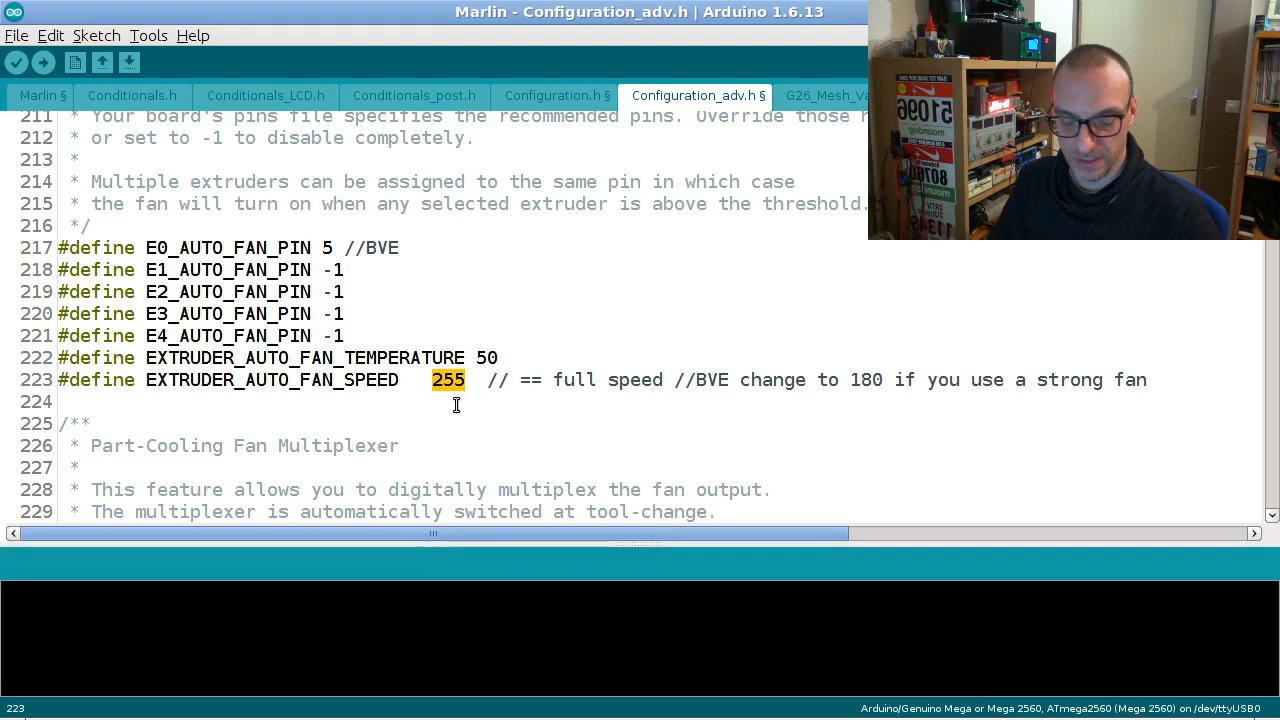 Marlin - Configuration_adv.h | Arduino 1.6.13
File Edit Sketch Tools Help
Marlin § Conditionals.h Conditionals_LCD.h Conditionals_post.h Configuration.h § Configuration_adv.h § G26_Mesh_Va
211 * Your board's pins file specifies the recommended pins. Override those h
212 * or set to -1 to disable completely.
213 *
214 * Multiple extruders can be assigned to the same pin in which case
215 * the fan will turn on when any selected extruder is above the threshold.
216 */
217 #define E0_AUTO_FAN_PIN 5 //BVE
218 #define E1_AUTO_FAN_PIN -1
219 #define E2_AUTO_FAN_PIN -1
220 #define E3_AUTO_FAN_PIN -1
221 #define E4_AUTO_FAN_PIN -1
222 #define EXTRUDER_AUTO_FAN_TEMPERATURE 50
223 #define EXTRUDER_AUTO_FAN_SPEED 255 // == full speed //BVE change to 180 if you use a strong fan
224
225 /**
226 * Part-Cooling Fan Multiplexer
227 *
228 * This feature allows you to digitally multiplex the fan output.
229 * The multiplexer is automatically switched at tool-change.
223
Arduino/Genuino Mega or Mega 2560, ATmega2560 (Mega 2560) on /dev/ttyUSB0